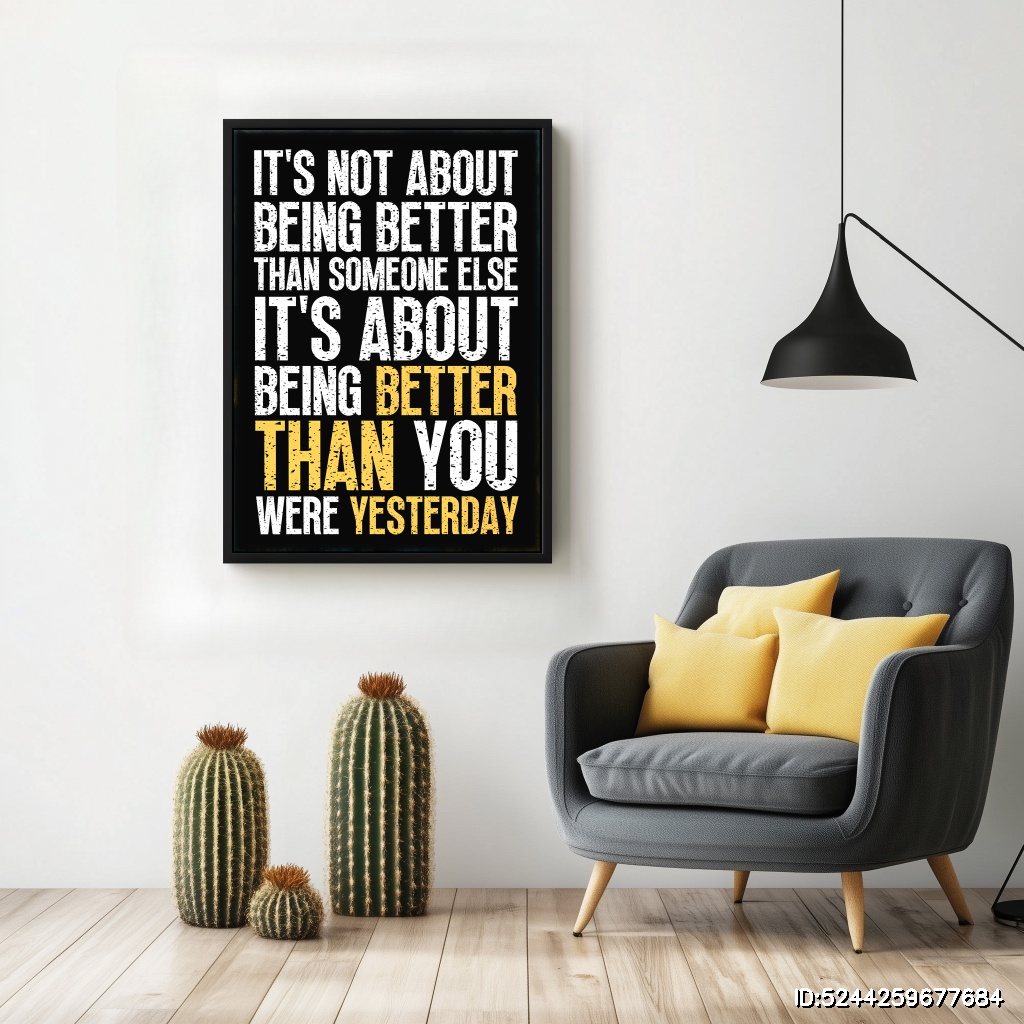 IT'S NOT ABOUT
BEING BETTER
THAN SOMEONE ELSE
IT'S ABOUT
BEING BETTER
THAN YOU
WERE YESTERDAY
ID:5244259677684